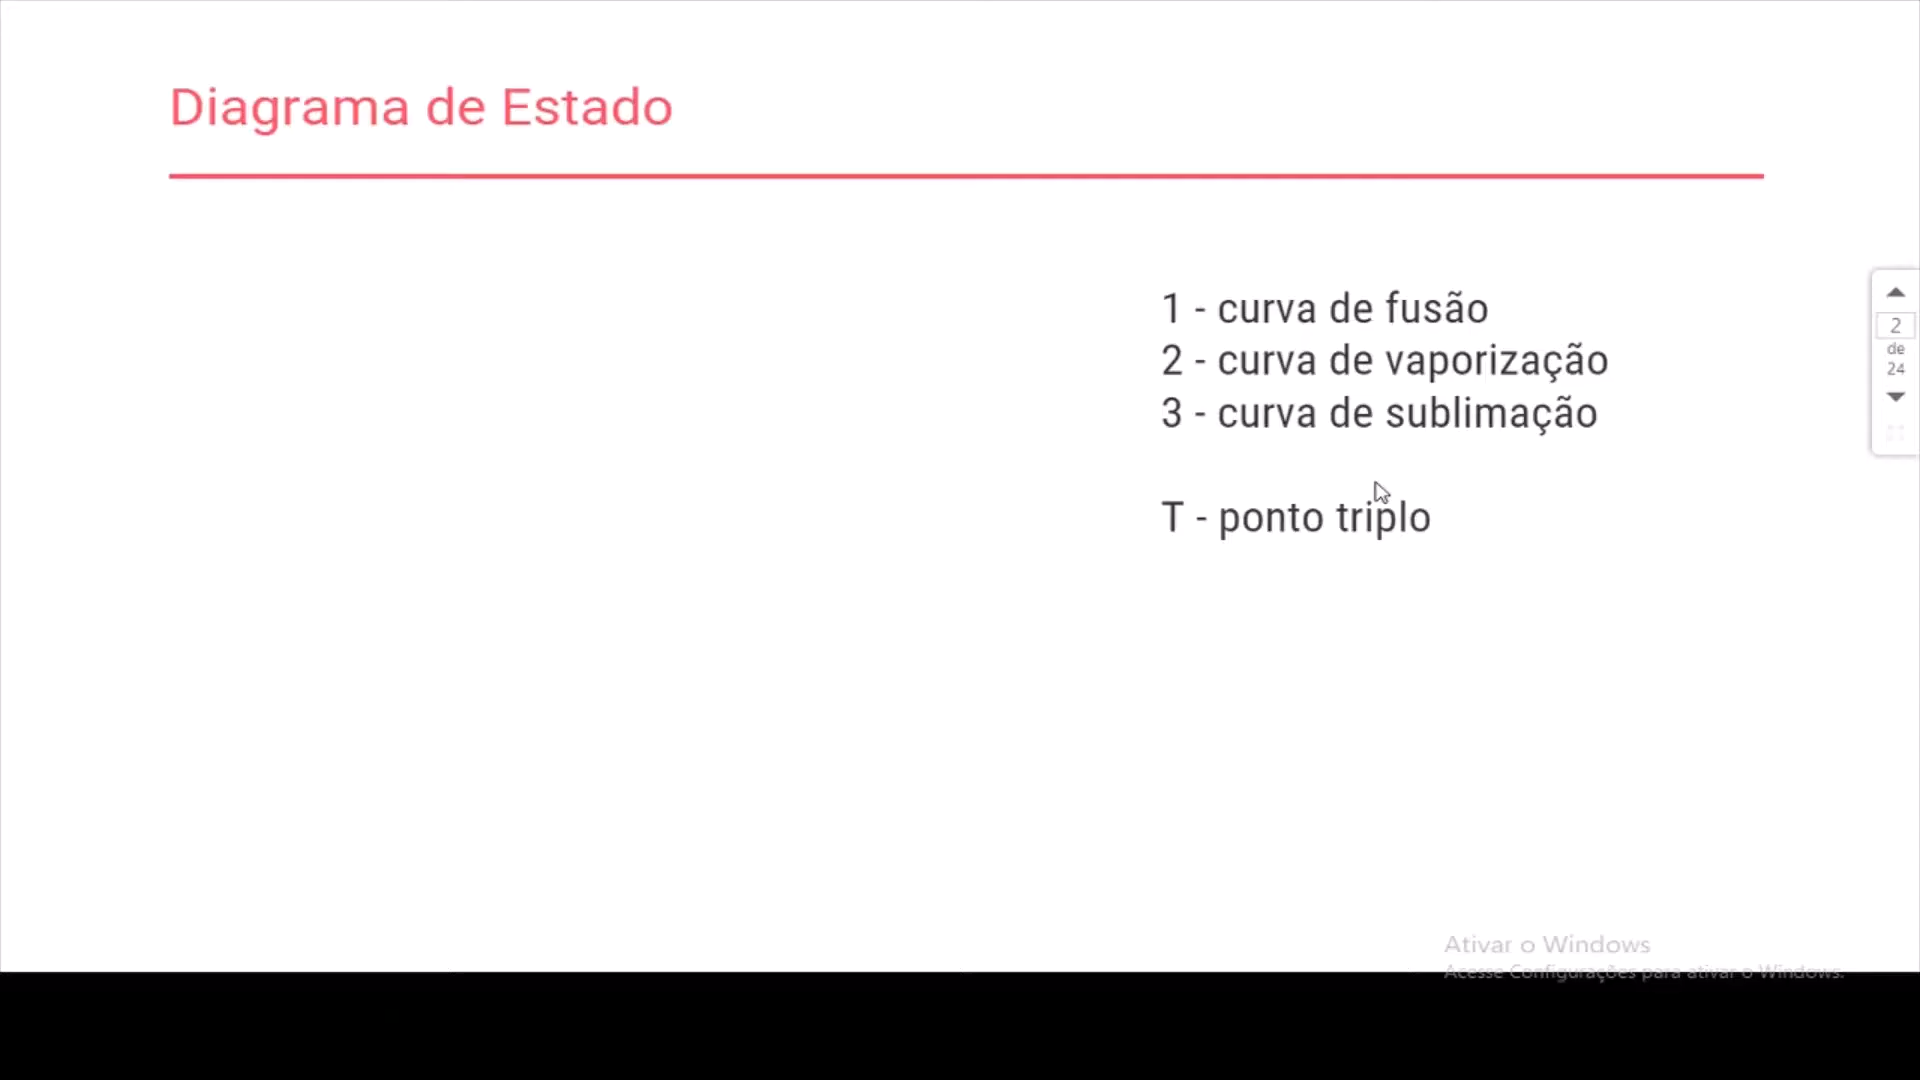 Diagrama de Estado
1 - curva de fusão
2 - curva de vaporização
3 - curva de sublimação
T - ponto triplo
2
de
24
Ativar o Windows
Acesse Configurações para ativar o Windows.